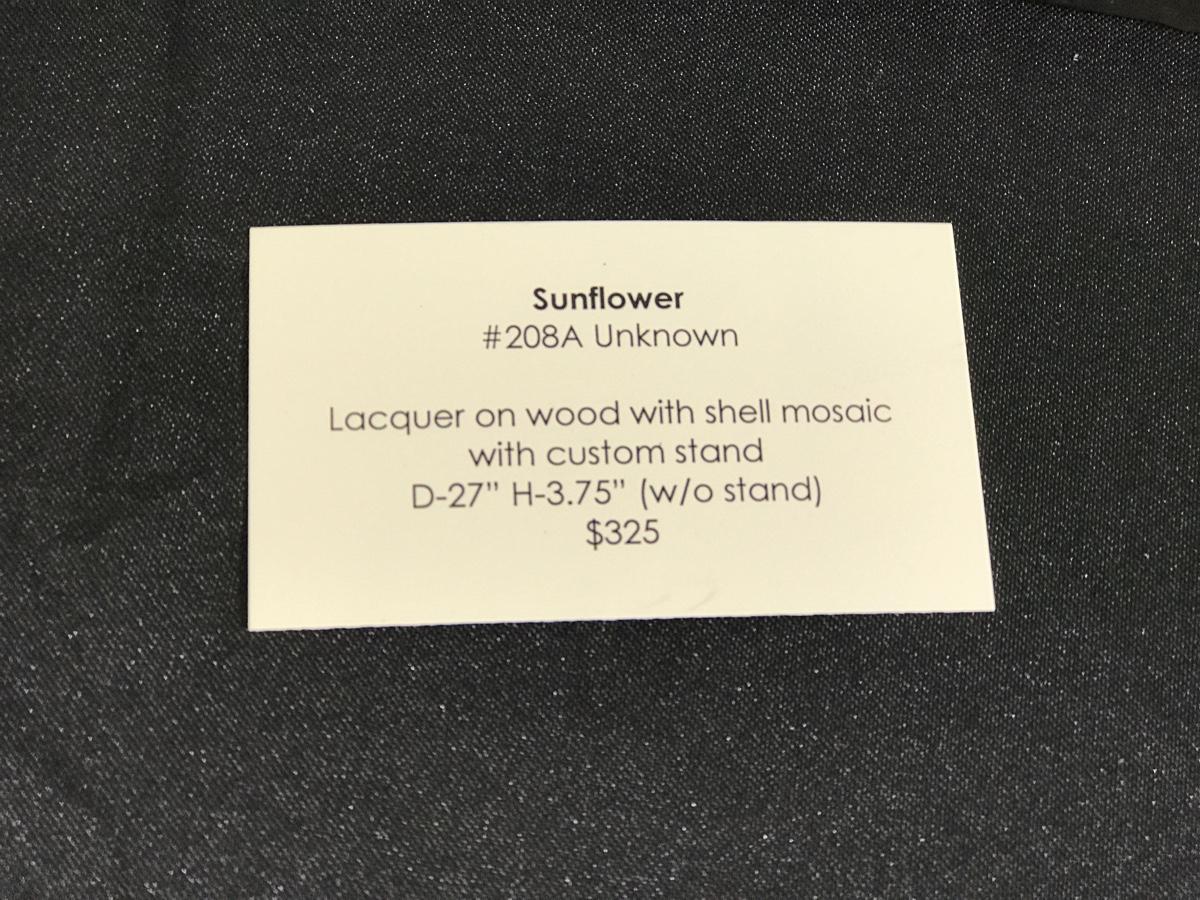 Sunflower
#208A Unknown
Lacquer on wood with shell mosaic
with custom stand
D-27” H-3.75” (w/o stand)
$325